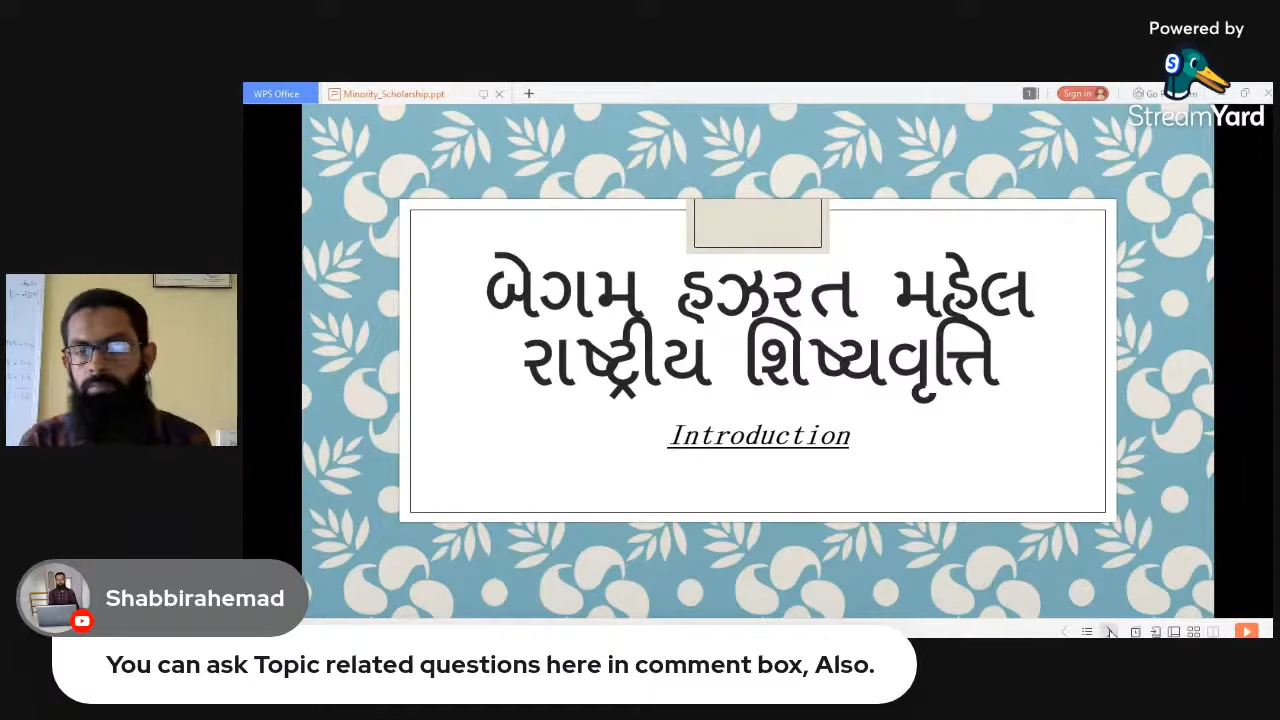 Powered by
StreamYard
WPS Office
Minority_Scholarship.ppt
1
Sign in
બેગમ હઝરત મહેલ
રાષ્ટ્રીય શિષ્યવૃત્તિ
Introduction
Shabbirahemad
You can ask Topic related questions here in comment box, Also.